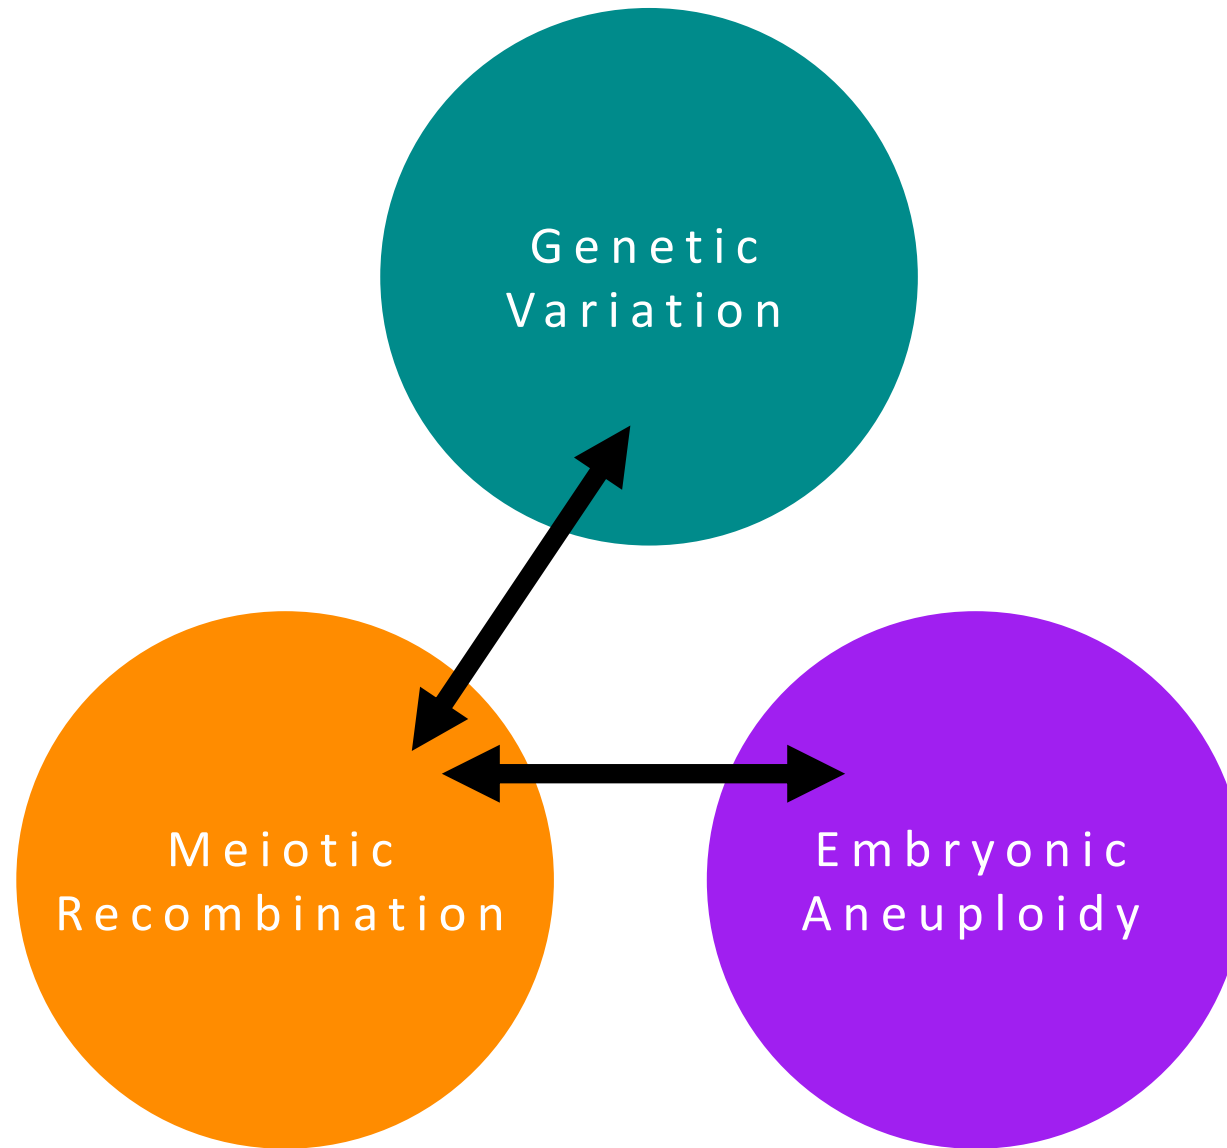 Genetic
Variation
Meiotic
Recombination
Embryonic
Aneuploidy